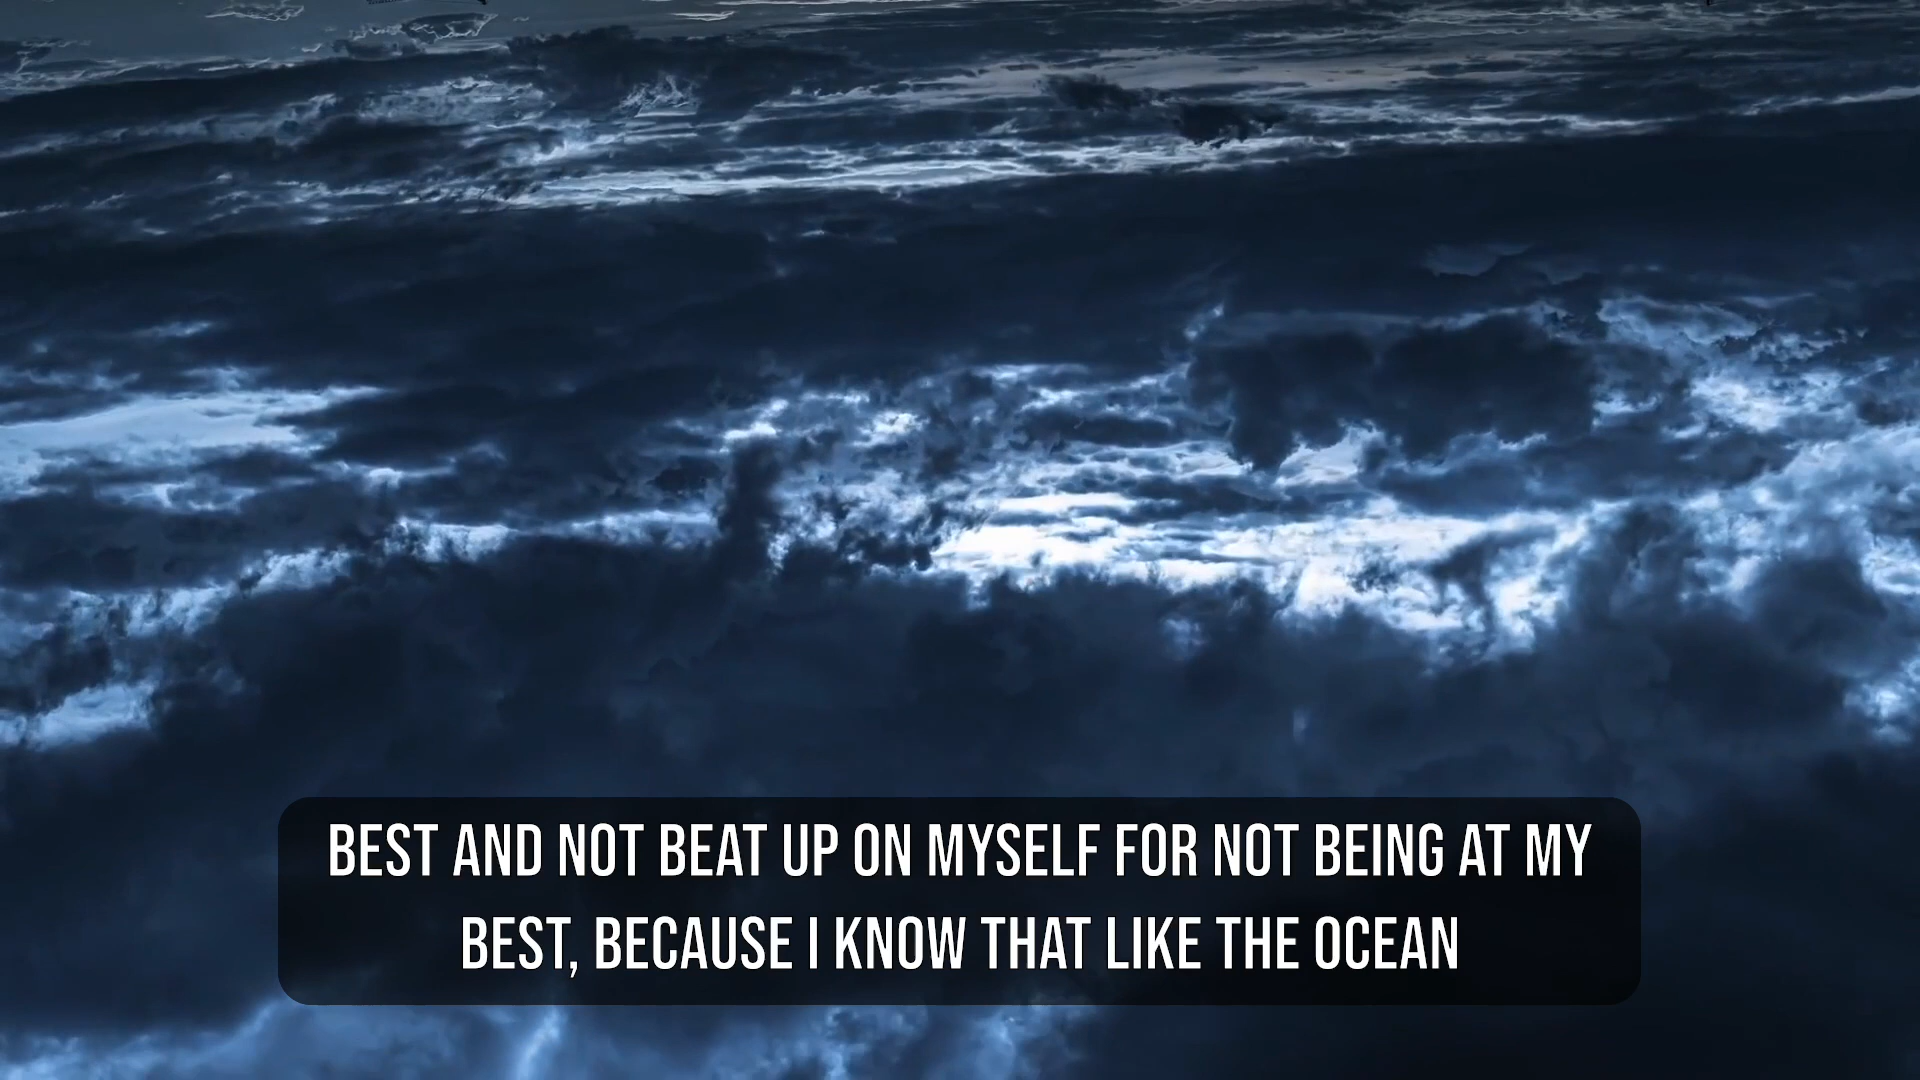 BEST AND NOT BEAT UP ON MYSELF FOR NOT BEING AT MY
BEST, BECAUSE I KNOW THAT LIKE THE OCEAN